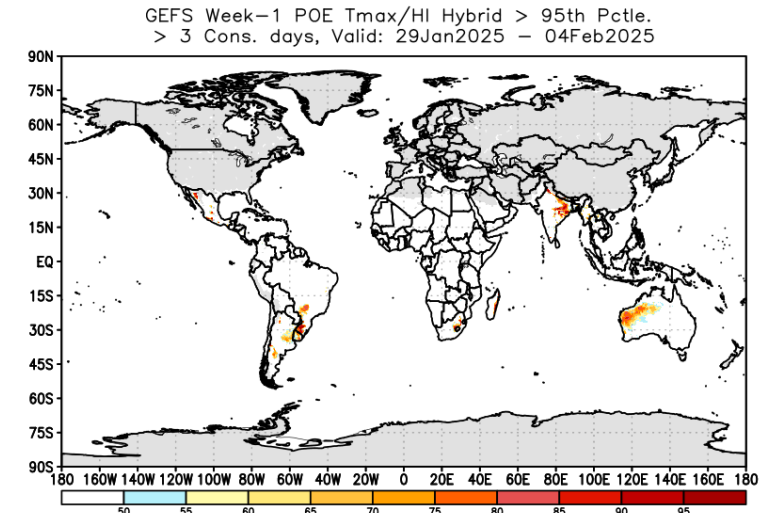 GEFS Week-1 POE Tmax/HI Hybrid > 95th Pctle.
> 3 Cons. days, Valid: 29Jan2025 - 04Feb2025
90N
75N
60N
45N
30N
15N
EQ
15S
30S
45S
60S
75S
90S
180 160W 140W 120W 100W 80W 60W 40W 20W 0 20E 40E 60E 80E 100E 120E 140E 160E 180
50 55 60 65 70 75 80 85 90 95